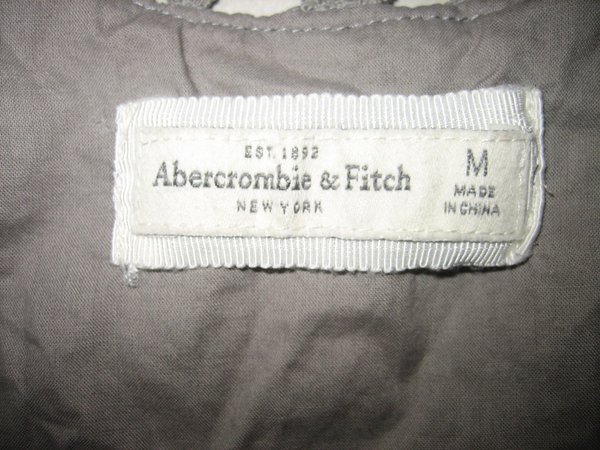 EST. 1892
Abercrombie & Fitch
NEW YORK
M
MADE
IN CHINA